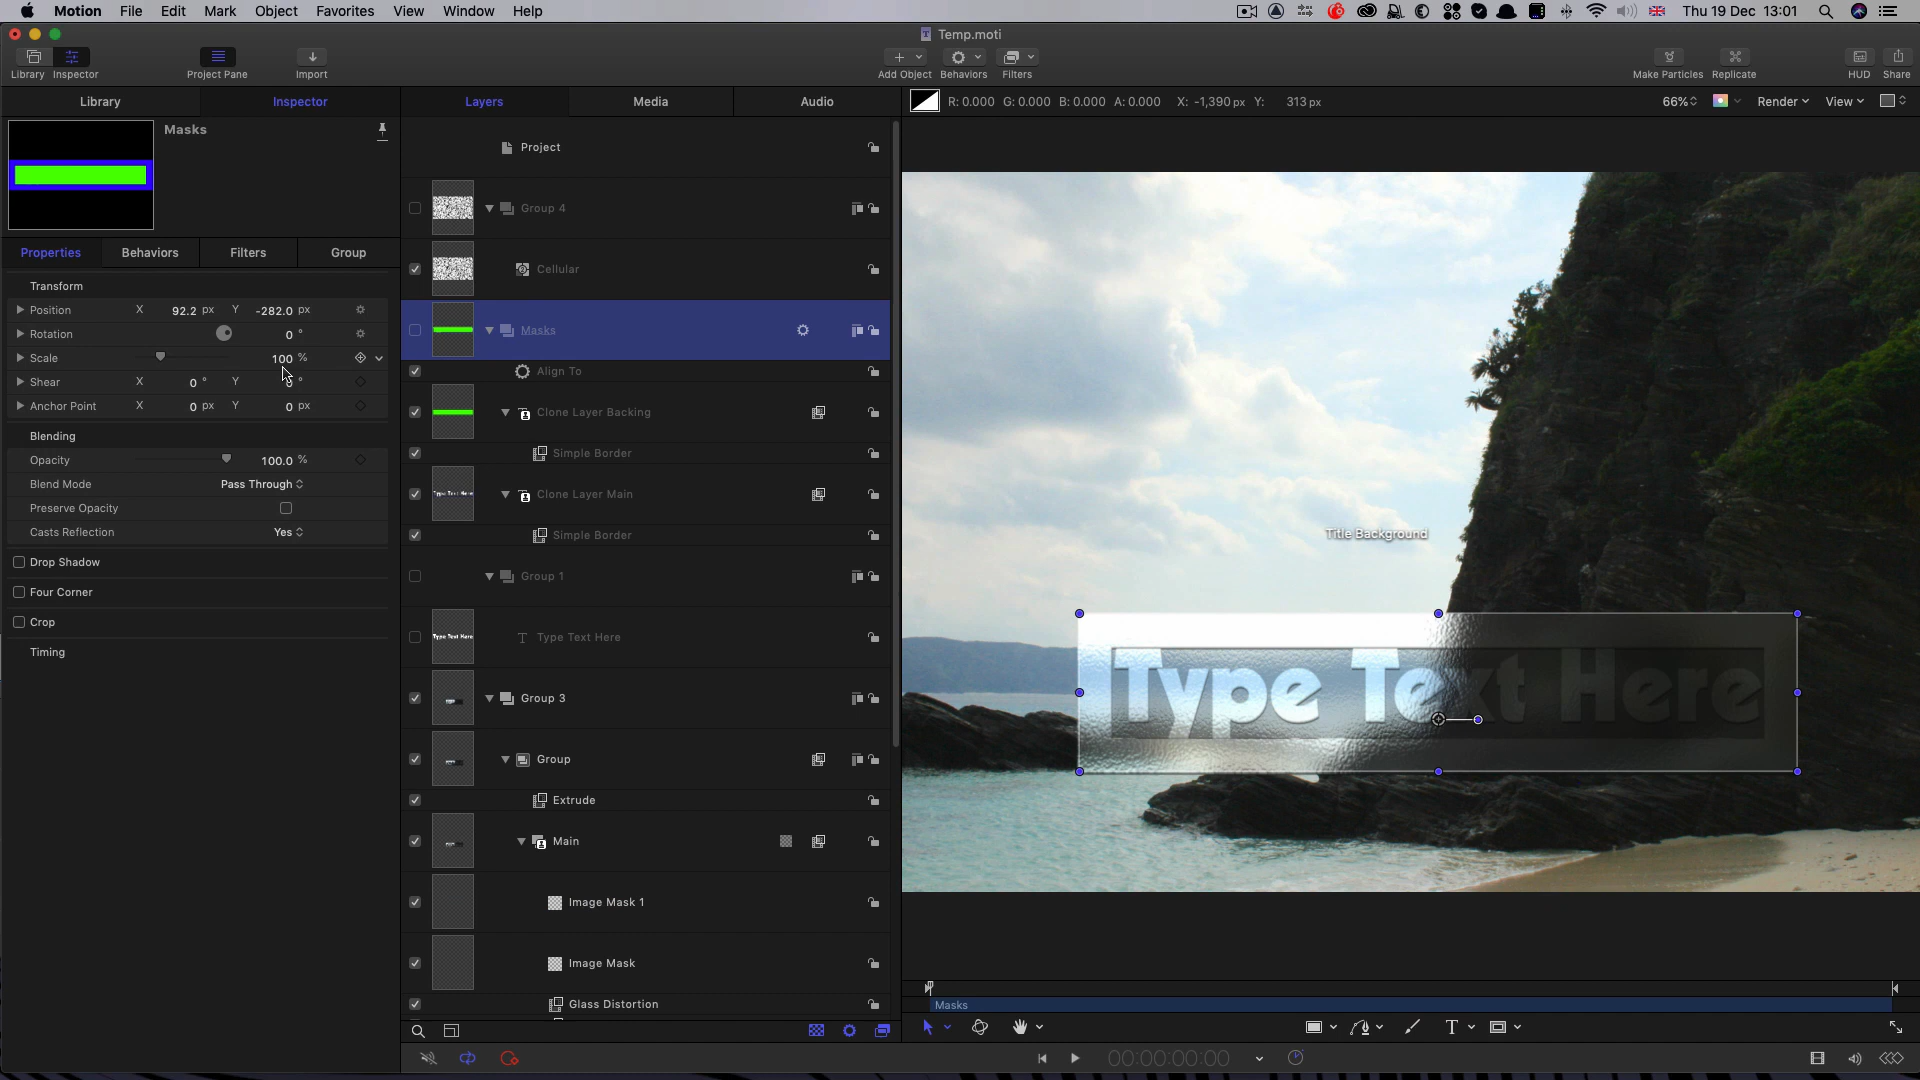 Motion File Edit Mark Object Favorites View Window Help
Thu 19 Dec 13:01
Temp.moti
Library Inspector Project Pane Import
Add Object Behaviors Filters
Make Particles Replicate HUD Share
Library Inspector
Layers Media Audio
R: 0.000 G: 0.000 B: 0.000 A: 0.000 X: -1,390 px Y: 313 px
66% Render View
Masks
Properties Behaviors Filters Group
Transform
Position X 92.2 px Y -282.0 px
Rotation 0 °
Scale 100 %
Shear X 0 ° Y °
Anchor Point X 0 px Y 0 px
Blending
Opacity 100.0 %
Blend Mode Pass Through
Preserve Opacity
Casts Reflection Yes
Drop Shadow
Four Corner
Crop
Timing
Project
Group 4
Cellular
Masks
Align To
Clone Layer Backing
Simple Border
Type Text Here
Clone Layer Main
Simple Border
Group 1
Type Text Here
Type Text Here
Group 3
Group
Extrude
Main
Image Mask 1
Image Mask
Glass Distortion
Title Background
Type Text Here
Masks
00:00:00:00